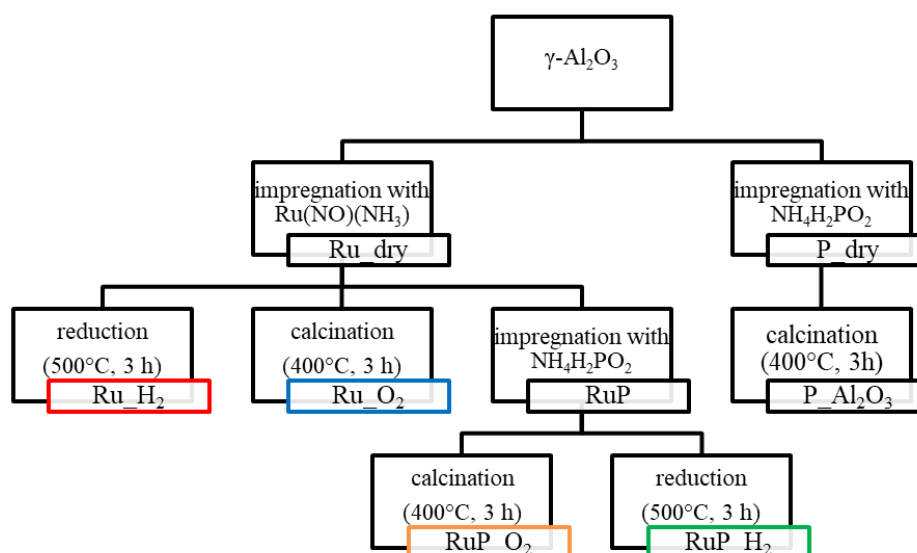 γ-Al₂O₃
impregnation with
Ru(NO)(NH₃)
Ru_dry
impregnation with
NH₄H₂PO₂
P_dry
reduction
(500°C, 3 h)
Ru_H₂
calcination
(400°C, 3 h)
Ru_O₂
impregnation with
NH₄H₂PO₂
RuP
calcination
(400°C, 3h)
P_Al₂O₃
calcination
(400°C, 3 h)
RuP_O₂
reduction
(500°C, 3 h)
RuP_H₂